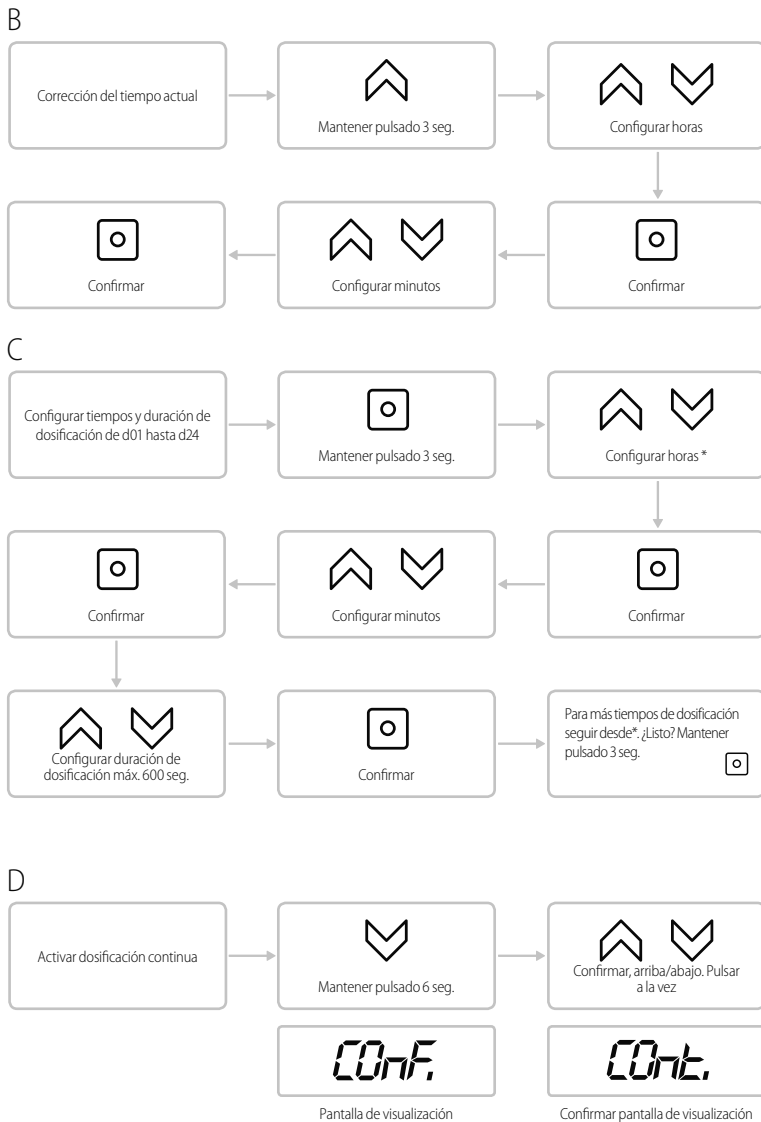 B
Corrección del tiempo actual
Mantener pulsado 3 seg.
Configurar horas
Confirmar
Configurar minutos
Confirmar
C
Configurar tiempos y duración de
dosificación de d01 hasta d24
Mantener pulsado 3 seg.
Configurar horas *
Confirmar
Configurar minutos
Confirmar
Configurar duración de
dosificación máx. 600 seg.
Confirmar
Para más tiempos de dosificación
seguir desde*. ¿Listo? Mantener
pulsado 3 seg.
D
Activar dosificación continua
Mantener pulsado 6 seg.
Confirmar, arriba/abajo. Pulsar
a la vez
COnF.
Pantalla de visualización
COnt.
Confirmar pantalla de visualización